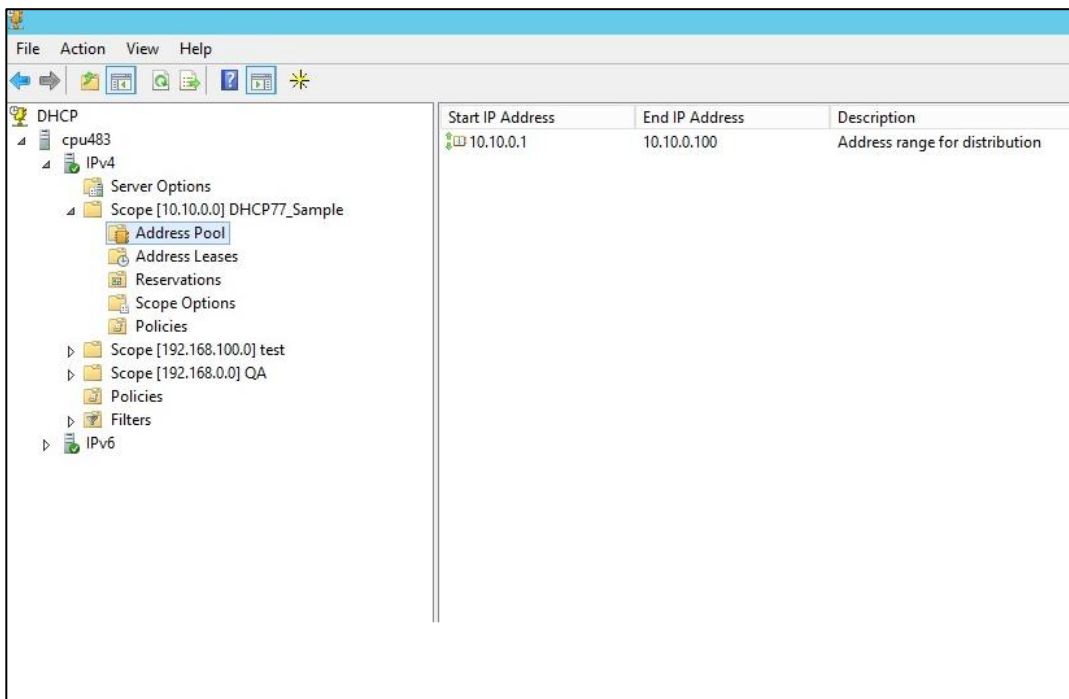 File Action View Help
DHCP
cpu483
IPv4
Server Options
Scope [10.10.0.0] DHCP77_Sample
Address Pool
Address Leases
Reservations
Scope Options
Policies
Scope [192.168.100.0] test
Scope [192.168.0.0] QA
Policies
Filters
IPv6
Start IP Address End IP Address Description
10.10.0.1 10.10.0.100 Address range for distribution